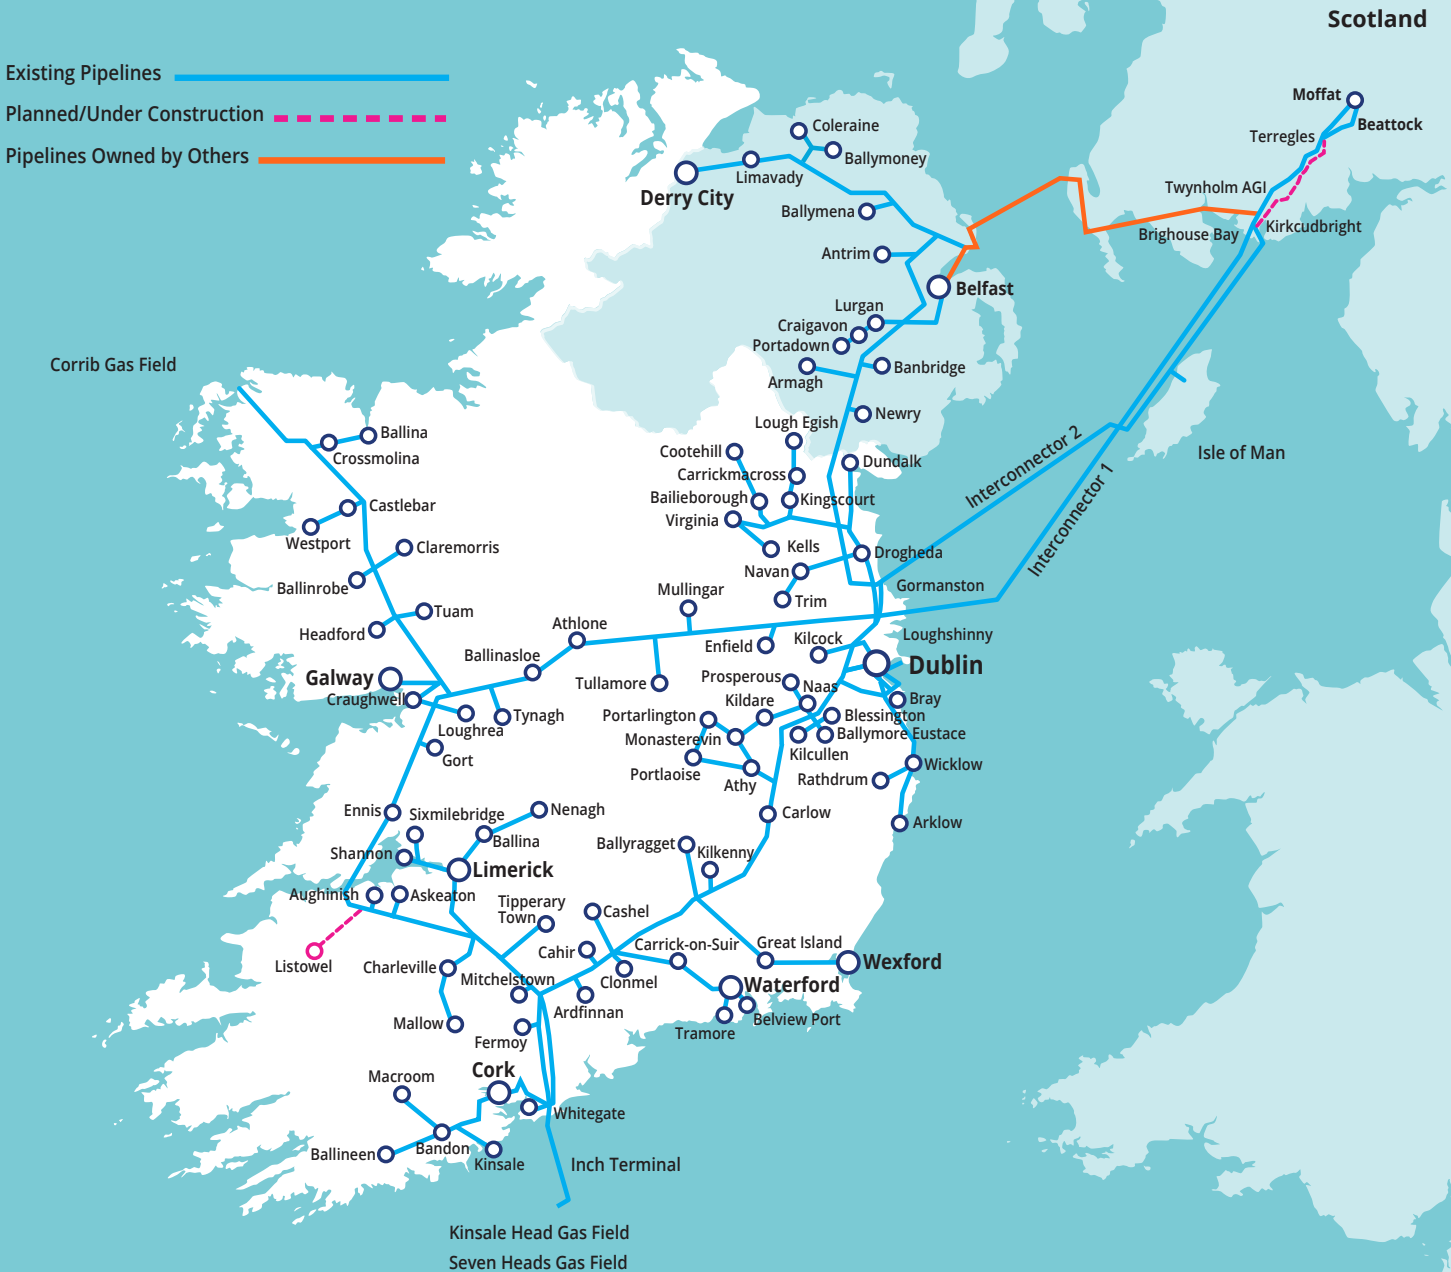 Scotland
Existing Pipelines
Planned/Under Construction
Pipelines Owned by Others
Moffat
Beattock
Terregles
Twynholm AGI
Kirkcudbright
Brighouse Bay
Coleraine
Ballymoney
Limavady
Derry City
Ballymena
Antrim
Belfast
Lurgan
Craigavon
Portadown
Banbridge
Armagh
Newry
Corrib Gas Field
Lough Egish
Ballina
Crossmolina
Cootehill
Carrickmacross
Dundalk
Interconnector 2
Isle of Man
Interconnector 1
Bailieborough
Kingscourt
Castlebar
Virginia
Westport
Claremorris
Kells
Drogheda
Navan
Ballinrobe
Gormanston
Mullingar
Trim
Tuam
Athlone
Headford
Enfield
Kilcock
Loughshinny
Ballinasloe
Dublin
Galway
Tullamore
Prosperous
Naas
Craughwell
Bray
Kildare
Loughrea
Tynagh
Portarlington
Blessington
Monasterevin
Ballymore Eustace
Gort
Kilcullen
Wicklow
Portlaoise
Athy
Rathdrum
Ennis
Sixmilebridge
Nenagh
Carlow
Arklow
Ballina
Ballyragget
Kilkenny
Shannon
Limerick
Aughinish
Askeaton
Tipperary
Town
Cashel
Listowel
Charleville
Cahir
Carrick-on-Suir
Great Island
Wexford
Mitchelstown
Clonmel
Waterford
Ardfinnan
Belview Port
Mallow
Tramore
Fermoy
Cork
Macroom
Whitegate
Bandon
Ballineen
Kinsale
Inch Terminal
Kinsale Head Gas Field
Seven Heads Gas Field